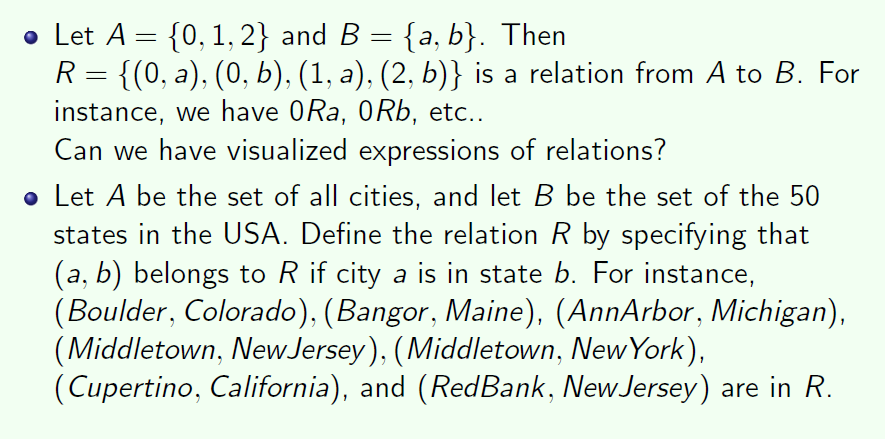 Let A = {0, 1, 2} and B = {a, b}. Then
R = {(0, a), (0, b), (1, a), (2, b)} is a relation from A to B. For
instance, we have 0Ra, 0Rb, etc..
Can we have visualized expressions of relations?
Let A be the set of all cities, and let B be the set of the 50
states in the USA. Define the relation R by specifying that
(a, b) belongs to R if city a is in state b. For instance,
(Boulder, Colorado), (Bangor, Maine), (AnnArbor, Michigan),
(Middletown, NewJersey), (Middletown, NewYork),
(Cupertino, California), and (RedBank, NewJersey) are in R.